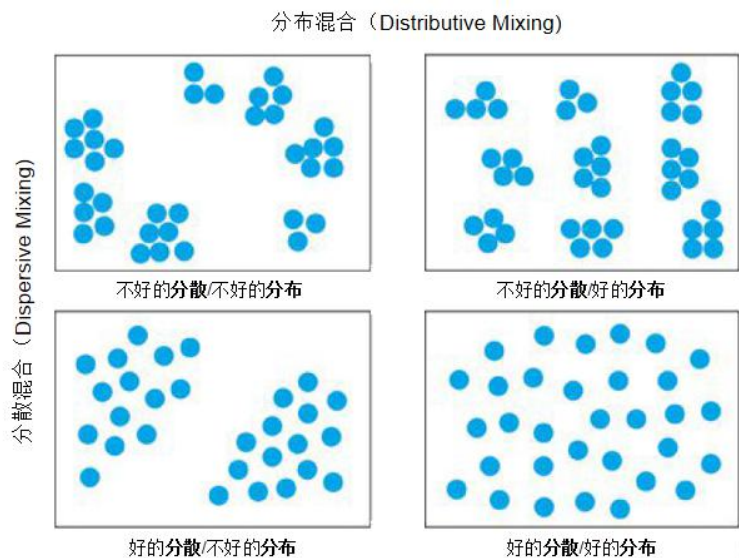 分布混合（Distributive Mixing)
分散混合（Dispersive Mixing）
不好的分散/不好的分布
不好的分散/好的分布
好的分散/不好的分布
好的分散/好的分布